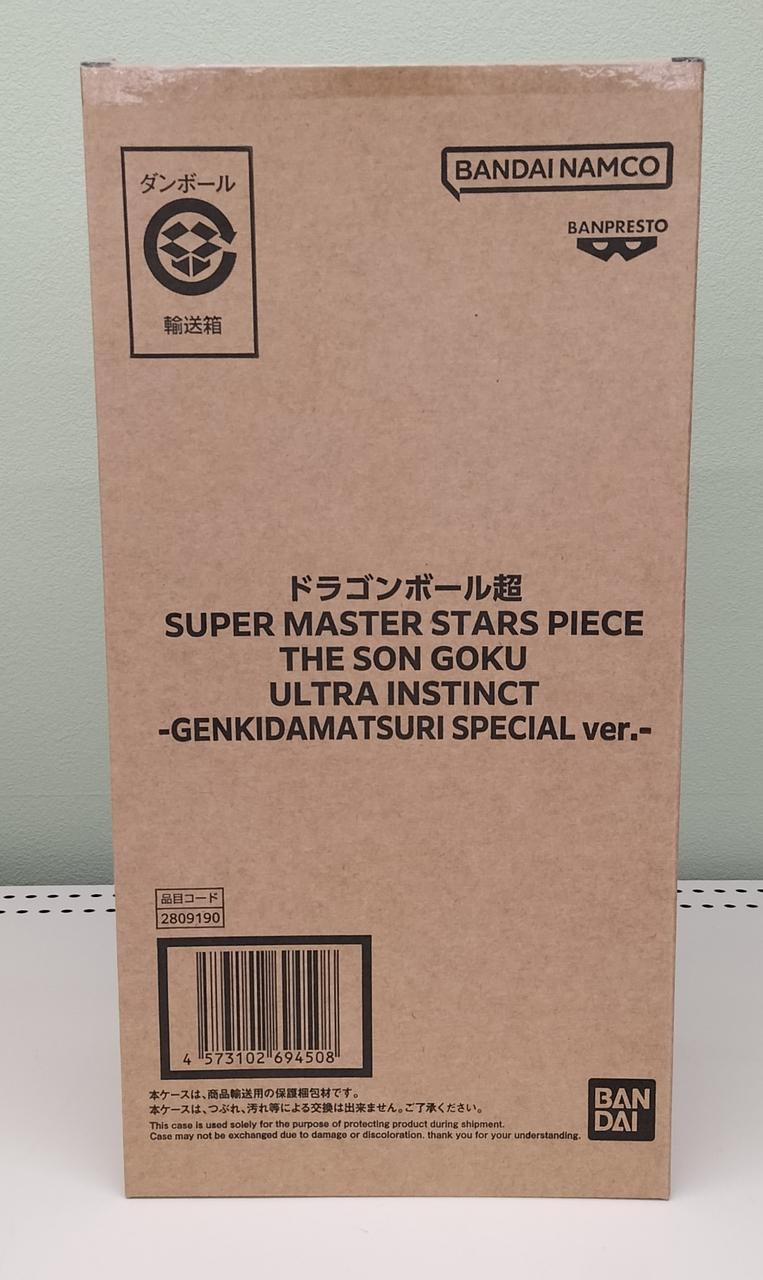 ダンボール
輸送箱
BANDAI NAMCO
BANPRESTO
ドラゴンボール超
SUPER MASTER STARS PIECE
THE SON GOKU
ULTRA INSTINCT
-GENKIDAMATSURI SPECIAL ver.-
品目コード
2809190
4 573102 694508
本ケースは、商品輸送用の保護梱包材です。
本ケースは、つぶれ、汚れ等による交換は出来ません。ご了承ください。
This case is used solely for the purpose of protecting product during shipment.
Case may not be exchanged due to damage or discoloration. thank you for your understanding.
BAN
DAI